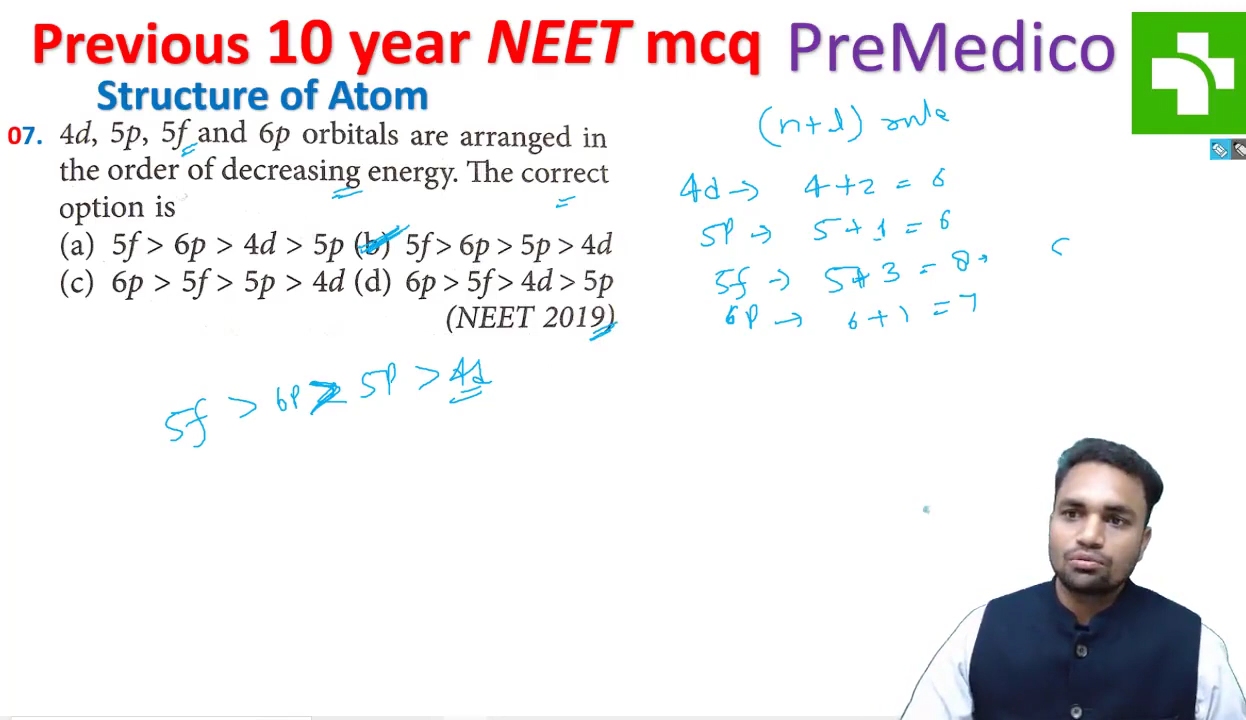 Previous 10 year NEET mcq PreMedico
Structure of Atom
07. 4d, 5p, 5f and 6p orbitals are arranged in
the order of decreasing energy. The correct
option is
(a) 5f > 6p > 4d > 5p (b) 5f > 6p > 5p > 4d
(c) 6p > 5f > 5p > 4d (d) 6p > 5f > 4d > 5p
(NEET 2019)
5f > 6p > 5p > 4d
(n+l) rule
4d → 4+2 = 6
5p → 5+1 = 6
5f → 5+3 = 8
6p → 6+1 = 7